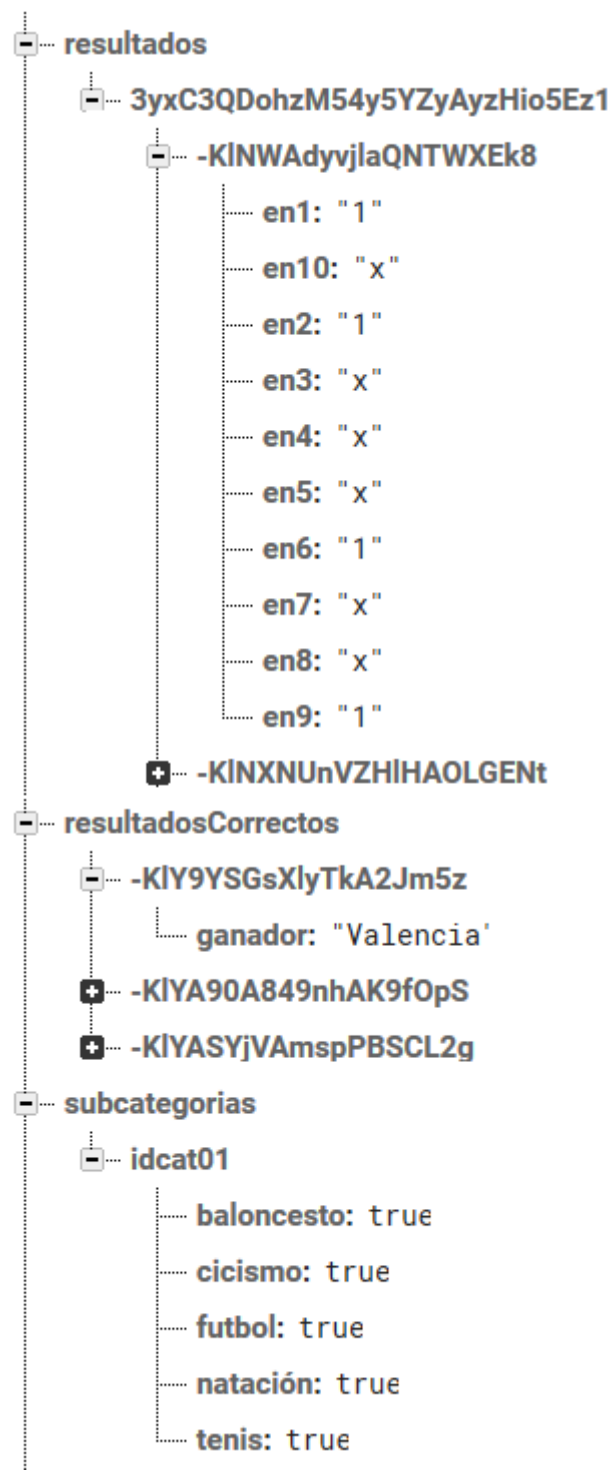 resultados
3yxC3QDohzM54y5YZyAyzHio5Ez1
-KlNWAdyvjlaQNTWXEk8
en1: "1"
en10: "x"
en2: "1"
en3: "x"
en4: "x"
en5: "x"
en6: "1"
en7: "x"
en8: "x"
en9: "1"
-KlNXNUnVZHlHAOLGENt
resultadosCorrectos
-KlY9YSGsXlyTkA2Jm5z
ganador: "Valencia'
-KlYA90A849nhAK9fOpS
-KlYASYjVAmspPBSCL2g
subcategorias
idcat01
baloncesto: true
cicismo: true
futbol: true
natación: true
tenis: true